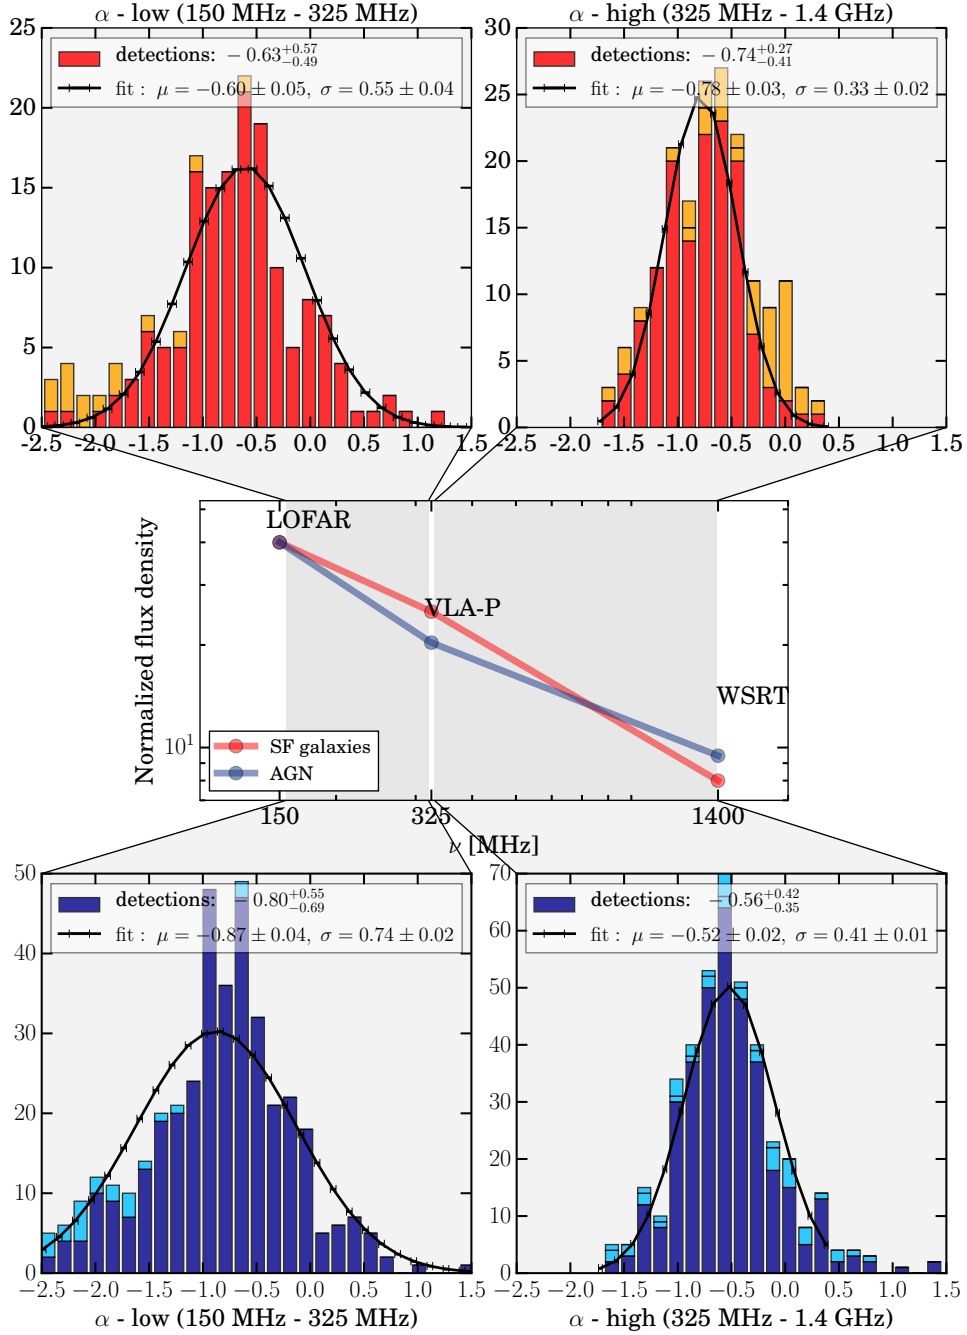 α - low (150 MHz - 325 MHz)
α - high (325 MHz - 1.4 GHz)
detections: −0.63 +0.57 −0.49
fit : μ = −0.60 ± 0.05, σ = 0.55 ± 0.04
25
20
15
10
5
0
-2.5 -2.0 -1.5 -1.0 -0.5 0.0 0.5 1.0 1.5
detections: −0.74 +0.27 −0.41
fit : μ = −0.78 ± 0.03, σ = 0.33 ± 0.02
30
25
20
15
10
5
0
-2.5 -2.0 -1.5 -1.0 -0.5 0.0 0.5 1.0 1.5
Normalized flux density
10^1
LOFAR
VLA-P
WSRT
SF galaxies
AGN
150 325 1400
ν [MHz]
detections: −0.80 +0.55 −0.69
fit : μ = −0.87 ± 0.04, σ = 0.74 ± 0.02
50
40
30
20
10
0
−2.5 −2.0 −1.5 −1.0 −0.5 0.0 0.5 1.0 1.5
α - low (150 MHz - 325 MHz)
detections: −0.56 +0.42 −0.35
fit : μ = −0.52 ± 0.02, σ = 0.41 ± 0.01
70
60
50
40
30
20
10
0
−2.5 −2.0 −1.5 −1.0 −0.5 0.0 0.5 1.0 1.5
α - high (325 MHz - 1.4 GHz)